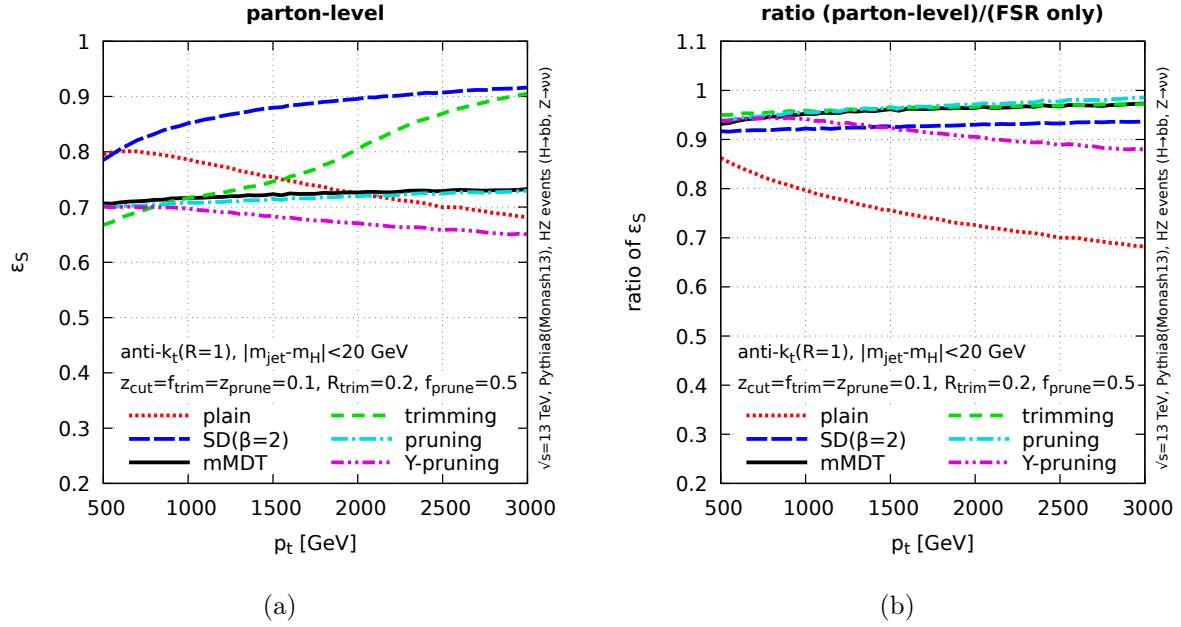 parton-level
1
0.9
0.8
0.7
0.6
0.5
0.4
0.3
0.2
εS
anti-kt(R=1), |mjet-mH|<20 GeV
zcut=ftrim=zprune=0.1, Rtrim=0.2, fprune=0.5
plain
trimming
SD(β=2)
pruning
mMDT
Y-pruning
500 1000 1500 2000 2500 3000
pt [GeV]
√s=13 TeV, Pythia8(Monash13), HZ events (H→bb, Z→νν)
(a)
ratio (parton-level)/(FSR only)
1.1
1
0.9
0.8
0.7
0.6
0.5
0.4
0.3
0.2
ratio of εS
anti-kt(R=1), |mjet-mH|<20 GeV
zcut=ftrim=zprune=0.1, Rtrim=0.2, fprune=0.5
plain
trimming
SD(β=2)
pruning
mMDT
Y-pruning
500 1000 1500 2000 2500 3000
pt [GeV]
√s=13 TeV, Pythia8(Monash13), HZ events (H→bb, Z→νν)
(b)